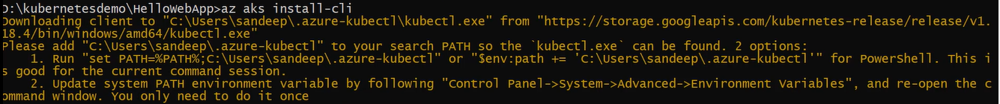 D:\kubernetesdemo\HelloWebApp>az aks install-cli
Downloading client to "C:\Users\sandeep\.azure-kubectl\kubectl.exe" from "https://storage.googleapis.com/kubernetes-release/release/v1.
18.4/bin/windows/amd64/kubectl.exe"
Please add "C:\Users\sandeep\.azure-kubectl" to your search PATH so the `kubectl.exe` can be found. 2 options:
    1. Run "set PATH=%PATH%;C:\Users\sandeep\.azure-kubectl" or "$env:path += 'C:\Users\sandeep\.azure-kubectl'" for PowerShell. This i
s good for the current command session.
    2. Update system PATH environment variable by following "Control Panel->System->Advanced->Environment Variables", and re-open the c
ommand window. You only need to do it once